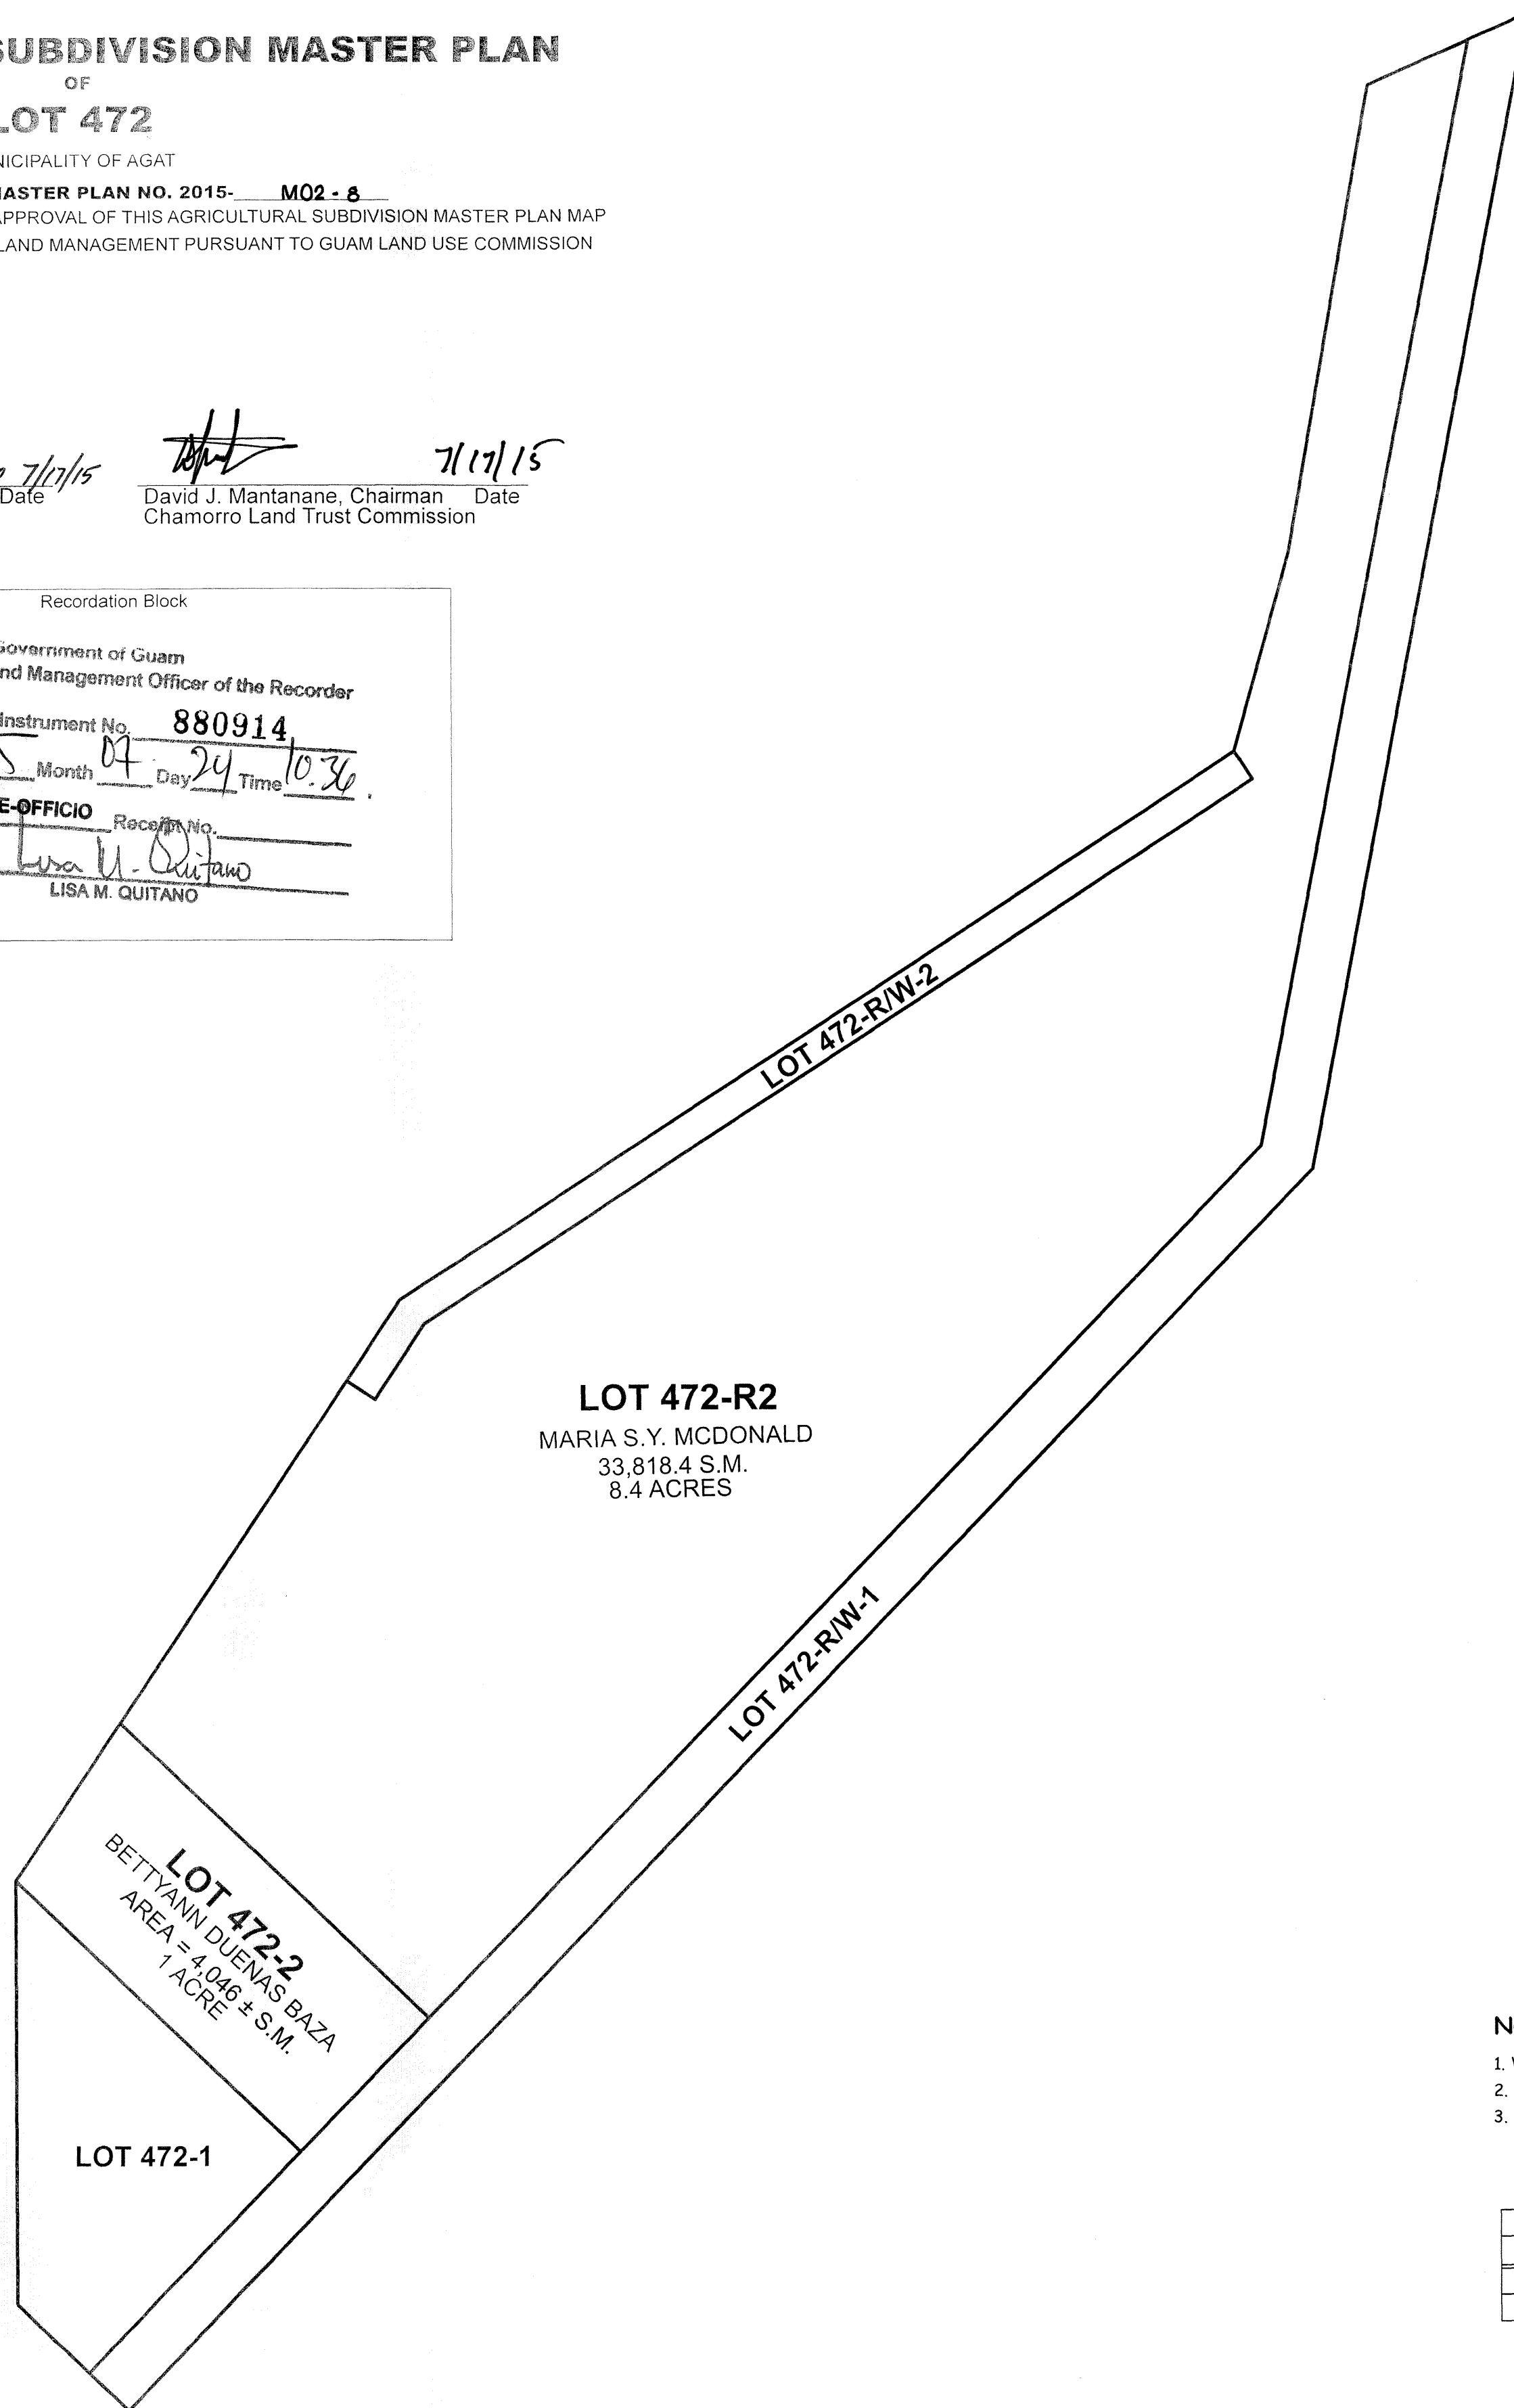 SUBDIVISION MASTER PLAN
OF
LOT 472
NICIPALITY OF AGAT
MASTER PLAN NO. 2015- M02 - 8
APPROVAL OF THIS AGRICULTURAL SUBDIVISION MASTER PLAN MAP
LAND MANAGEMENT PURSUANT TO GUAM LAND USE COMMISSION
7/17/15
Date
7/17/15
David J. Mantanane, Chairman Date
Chamorro Land Trust Commission
Recordation Block
Government of Guam
nd Management Officer of the Recorder
Instrument No. 880914
5 Month 07 Day 24 Time 10:36
E-OFFICIO Receipt No.
Lisa M. Quitano
LISA M. QUITANO
LOT 472-R/W-2
LOT 472-R2
MARIA S.Y. MCDONALD
33,818.4 S.M.
8.4 ACRES
LOT 472-R/W-1
LOT 472-2
BETTYANN DUENAS BAZA
AREA = 4,046 ± S.M.
1 ACRE
LOT 472-1
N
1.
2.
3.